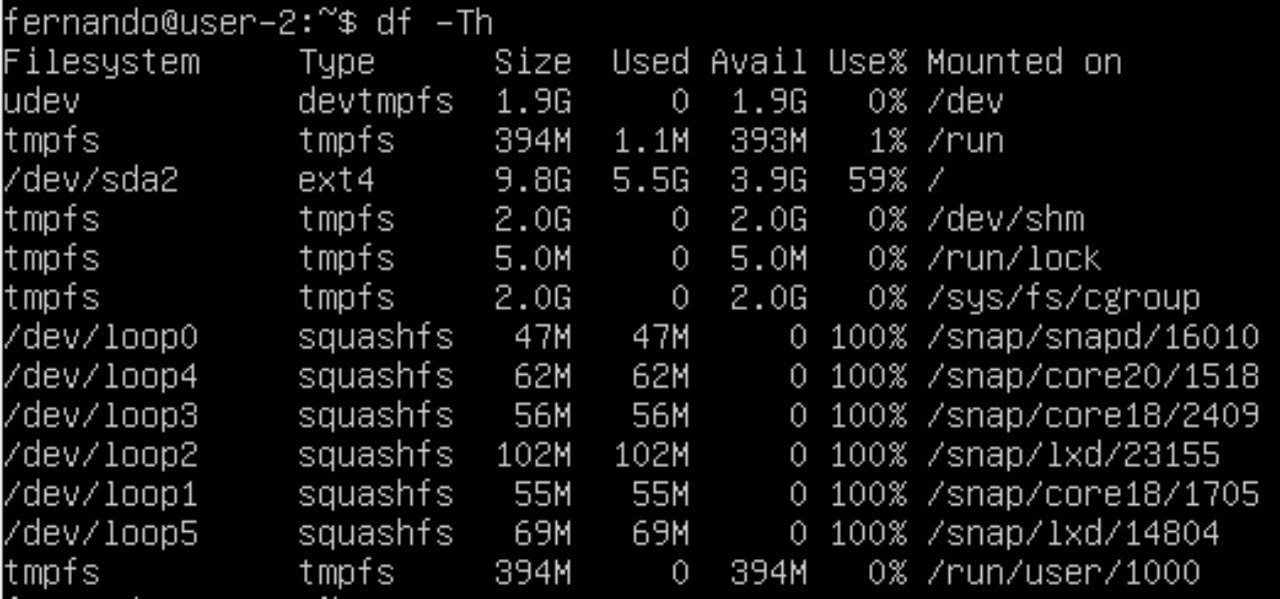 fernando@user-2:~$ df -Th
Filesystem     Type      Size  Used Avail Use% Mounted on
udev           devtmpfs  1.9G     0  1.9G   0% /dev
tmpfs          tmpfs     394M  1.1M  393M   1% /run
/dev/sda2      ext4      9.8G  5.5G  3.9G  59% /
tmpfs          tmpfs     2.0G     0  2.0G   0% /dev/shm
tmpfs          tmpfs     5.0M     0  5.0M   0% /run/lock
tmpfs          tmpfs     2.0G     0  2.0G   0% /sys/fs/cgroup
/dev/loop0     squashfs   47M   47M     0 100% /snap/snapd/16010
/dev/loop4     squashfs   62M   62M     0 100% /snap/core20/1518
/dev/loop3     squashfs   56M   56M     0 100% /snap/core18/2409
/dev/loop2     squashfs  102M  102M     0 100% /snap/lxd/23155
/dev/loop1     squashfs   55M   55M     0 100% /snap/core18/1705
/dev/loop5     squashfs   69M   69M     0 100% /snap/lxd/14804
tmpfs          tmpfs     394M     0  394M   0% /run/user/1000